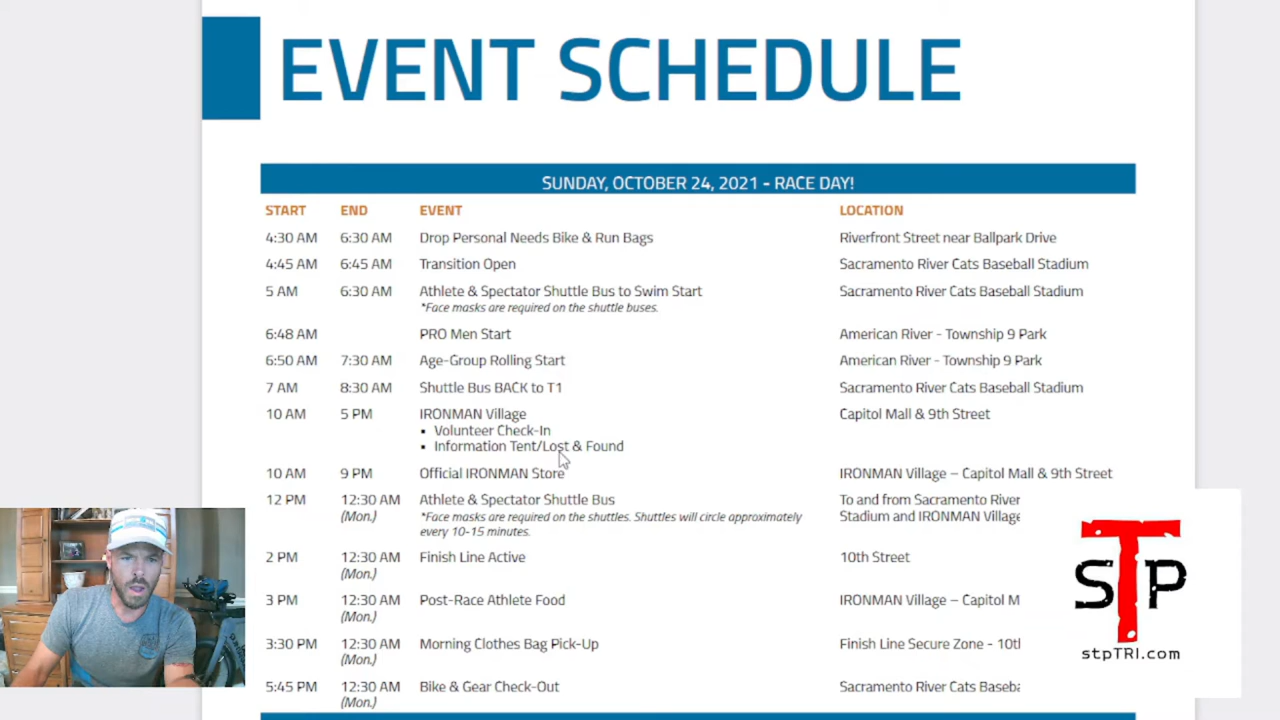 EVENT SCHEDULE
SUNDAY, OCTOBER 24, 2021 - RACE DAY!
START END EVENT LOCATION
4:30 AM 6:30 AM Drop Personal Needs Bike & Run Bags Riverfront Street near Ballpark Drive
4:45 AM 6:45 AM Transition Open Sacramento River Cats Baseball Stadium
5 AM 6:30 AM Athlete & Spectator Shuttle Bus to Swim Start Sacramento River Cats Baseball Stadium
*Face masks are required on the shuttle buses.
6:48 AM PRO Men Start American River - Township 9 Park
6:50 AM 7:30 AM Age-Group Rolling Start American River - Township 9 Park
7 AM 8:30 AM Shuttle Bus BACK to T1 Sacramento River Cats Baseball Stadium
10 AM 5 PM IRONMAN Village Capitol Mall & 9th Street
▪ Volunteer Check-In
▪ Information Tent/Lost & Found
10 AM 9 PM Official IRONMAN Store IRONMAN Village – Capitol Mall & 9th Street
12 PM 12:30 AM Athlete & Spectator Shuttle Bus To and from Sacramento River
(Mon.) *Face masks are required on the shuttles. Shuttles will circle approximately Stadium and IRONMAN Village
every 10-15 minutes.
2 PM 12:30 AM Finish Line Active 10th Street
(Mon.)
3 PM 12:30 AM Post-Race Athlete Food IRONMAN Village – Capitol M
(Mon.)
3:30 PM 12:30 AM Morning Clothes Bag Pick-Up Finish Line Secure Zone - 10t
(Mon.)
5:45 PM 12:30 AM Bike & Gear Check-Out Sacramento River Cats Baseb
(Mon.)
sTP
stpTRI.com